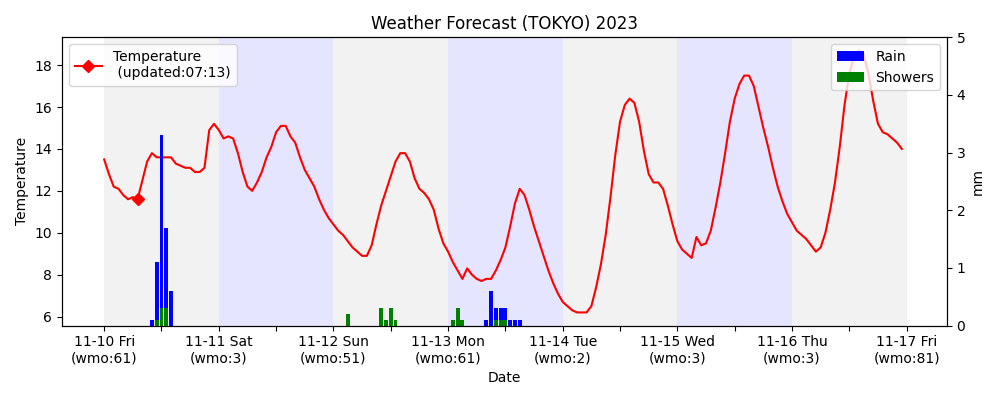 Weather Forecast (TOKYO) 2023
Temperature
(updated:07:13)
Rain
Showers
Temperature
18
16
14
12
10
8
6
5
4
3
2
1
0
mm
11-10 Fri
(wmo:61)
11-11 Sat
(wmo:3)
11-12 Sun
(wmo:51)
11-13 Mon
(wmo:61)
11-14 Tue
(wmo:2)
11-15 Wed
(wmo:3)
11-16 Thu
(wmo:3)
11-17 Fri
(wmo:81)
Date